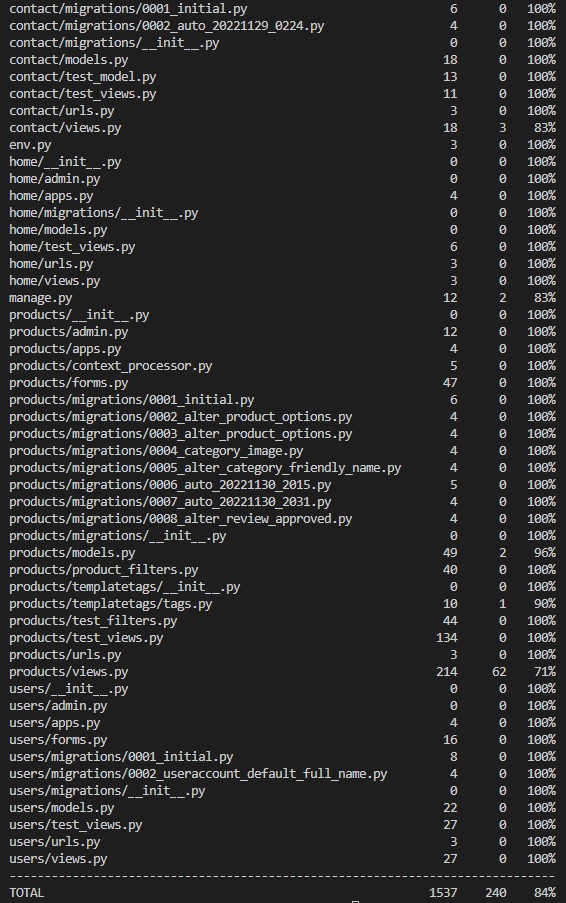 contact/migrations/0001_initial.py 6 0 100%
contact/migrations/0002_auto_20221129_0224.py 4 0 100%
contact/migrations/__init__.py 0 0 100%
contact/models.py 18 0 100%
contact/test_model.py 13 0 100%
contact/test_views.py 11 0 100%
contact/urls.py 3 0 100%
contact/views.py 18 3 83%
env.py 3 0 100%
home/__init__.py 0 0 100%
home/admin.py 0 0 100%
home/apps.py 4 0 100%
home/migrations/__init__.py 0 0 100%
home/models.py 0 0 100%
home/test_views.py 6 0 100%
home/urls.py 3 0 100%
home/views.py 3 0 100%
manage.py 12 2 83%
products/__init__.py 0 0 100%
products/admin.py 12 0 100%
products/apps.py 4 0 100%
products/context_processor.py 5 0 100%
products/forms.py 47 0 100%
products/migrations/0001_initial.py 6 0 100%
products/migrations/0002_alter_product_options.py 4 0 100%
products/migrations/0003_alter_product_options.py 4 0 100%
products/migrations/0004_category_image.py 4 0 100%
products/migrations/0005_alter_category_friendly_name.py 4 0 100%
products/migrations/0006_auto_20221130_2015.py 5 0 100%
products/migrations/0007_auto_20221130_2031.py 4 0 100%
products/migrations/0008_alter_review_approved.py 4 0 100%
products/migrations/__init__.py 0 0 100%
products/models.py 49 2 96%
products/product_filters.py 40 0 100%
products/templatetags/__init__.py 0 0 100%
products/templatetags/tags.py 10 1 90%
products/test_filters.py 44 0 100%
products/test_views.py 134 0 100%
products/urls.py 3 0 100%
products/views.py 214 62 71%
users/__init__.py 0 0 100%
users/admin.py 0 0 100%
users/apps.py 4 0 100%
users/forms.py 16 0 100%
users/migrations/0001_initial.py 8 0 100%
users/migrations/0002_useraccount_default_full_name.py 4 0 100%
users/migrations/__init__.py 0 0 100%
users/models.py 22 0 100%
users/test_views.py 27 0 100%
users/urls.py 3 0 100%
users/views.py 27 0 100%
------------------------------------------------------------------------------
TOTAL 1537 240 84%